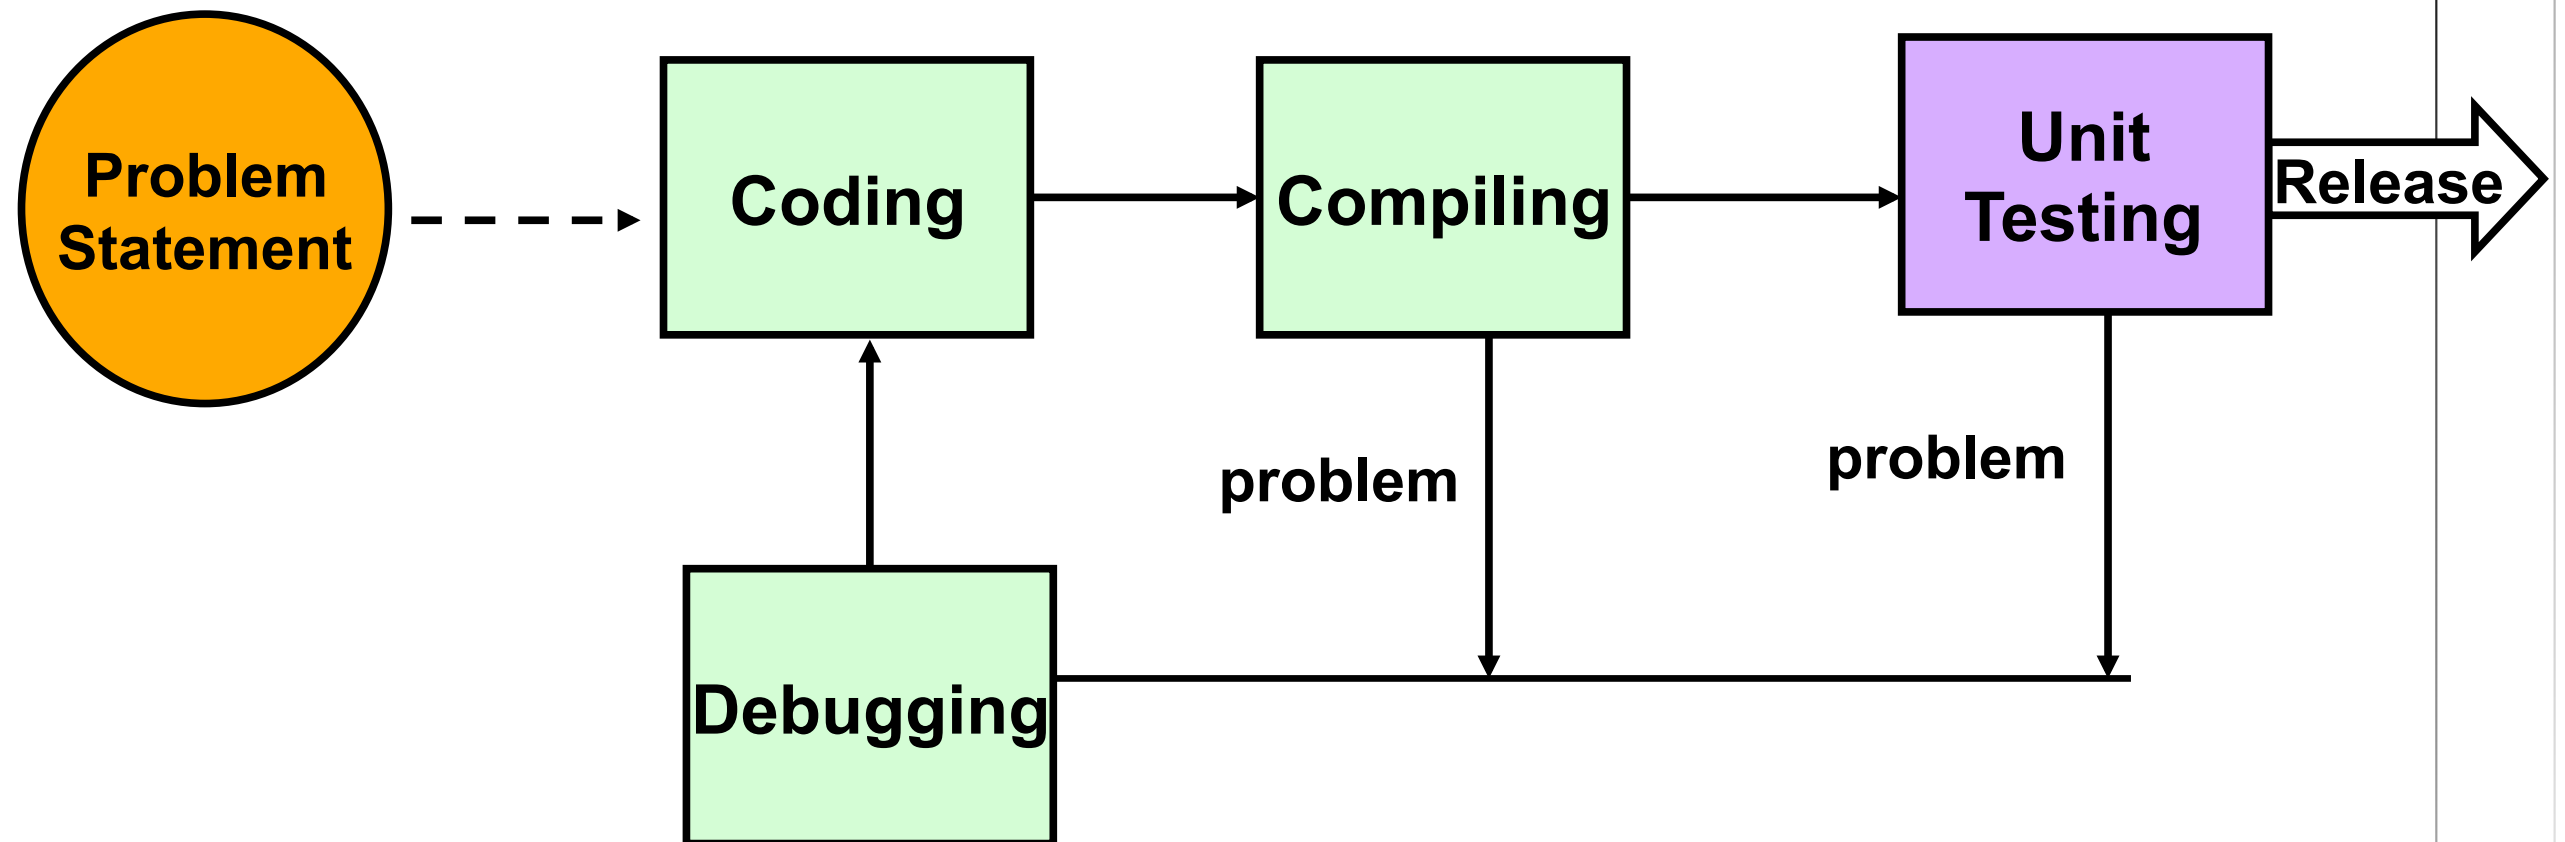 Problem
Statement
Coding
Compiling
Unit
Testing
Release
problem
problem
Debugging